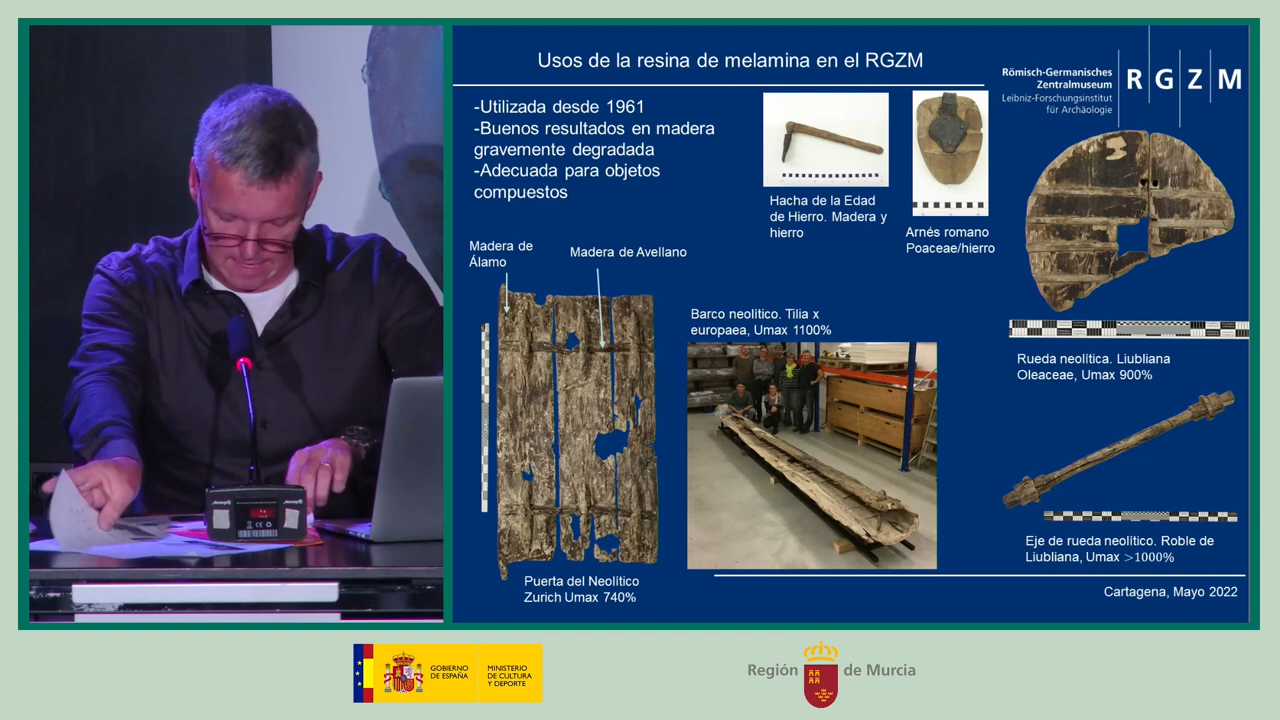 Usos de la resina de melamina en el RGZM
Römisch-Germanisches
Zentralmuseum
Leibniz-Forschungsinstitut
für Archäologie
R G Z M
-Utilizada desde 1961
-Buenos resultados en madera
gravemente degradada
-Adecuada para objetos
compuestos
Hacha de la Edad
de Hierro. Madera y
hierro
Arnés romano
Poaceae/hierro
Madera de
Álamo
Madera de Avellano
Barco neolítico. Tilia x
europaea, Umax 1100%
Rueda neolítica. Liubliana
Oleaceae, Umax 900%
Eje de rueda neolítico. Roble de
Liubliana, Umax >1000%
Puerta del Neolítico
Zurich Umax 740%
Cartagena, Mayo 2022
GOBIERNO
DE ESPAÑA
MINISTERIO
DE CULTURA
Y DEPORTE
Región de Murcia